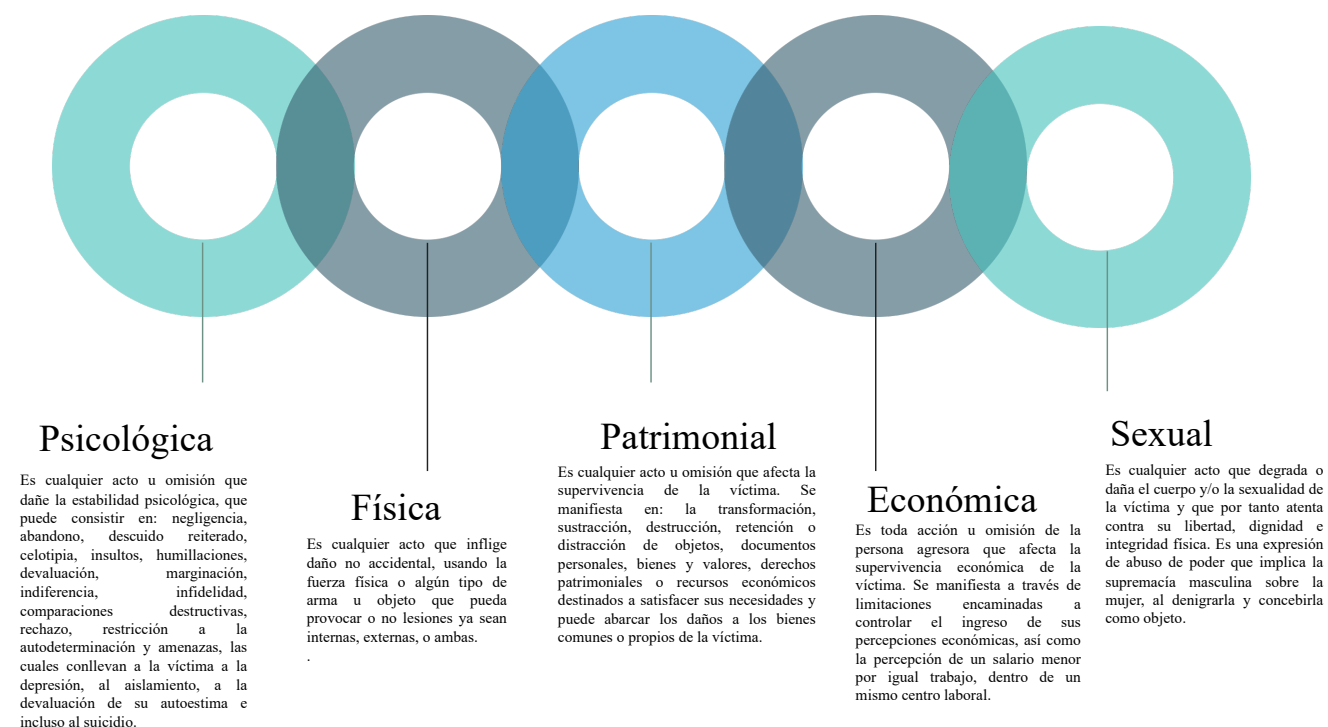 Psicológica
Es cualquier acto u omisión que
dañe la estabilidad psicológica, que
puede consistir en: negligencia,
abandono, descuido reiterado,
celotipia, insultos, humillaciones,
devaluación, marginación,
indiferencia, infidelidad,
comparaciones destructivas,
rechazo, restricción a la
autodeterminación y amenazas, las
cuales conllevan a la víctima a la
depresión, al aislamiento, a la
devaluación de su autoestima e
incluso al suicidio.
Física
Es cualquier acto que inflige
daño no accidental, usando la
fuerza física o algún tipo de
arma u objeto que pueda
provocar o no lesiones ya sean
internas, externas, o ambas.
.
Patrimonial
Es cualquier acto u omisión que afecta la
supervivencia de la víctima. Se
manifiesta en: la transformación,
sustracción, destrucción, retención o
distracción de objetos, documentos
personales, bienes y valores, derechos
patrimoniales o recursos económicos
destinados a satisfacer sus necesidades y
puede abarcar los daños a los bienes
comunes o propios de la víctima.
Económica
Es toda acción u omisión de la
persona agresora que afecta la
supervivencia económica de la
víctima. Se manifiesta a través de
limitaciones encaminadas a
controlar el ingreso de sus
percepciones económicas, así como
la percepción de un salario menor
por igual trabajo, dentro de un
mismo centro laboral.
Sexual
Es cualquier acto que degrada o
daña el cuerpo y/o la sexualidad de
la víctima y que por tanto atenta
contra su libertad, dignidad e
integridad física. Es una expresión
de abuso de poder que implica la
supremacía masculina sobre la
mujer, al denigrarla y concebirla
como objeto.